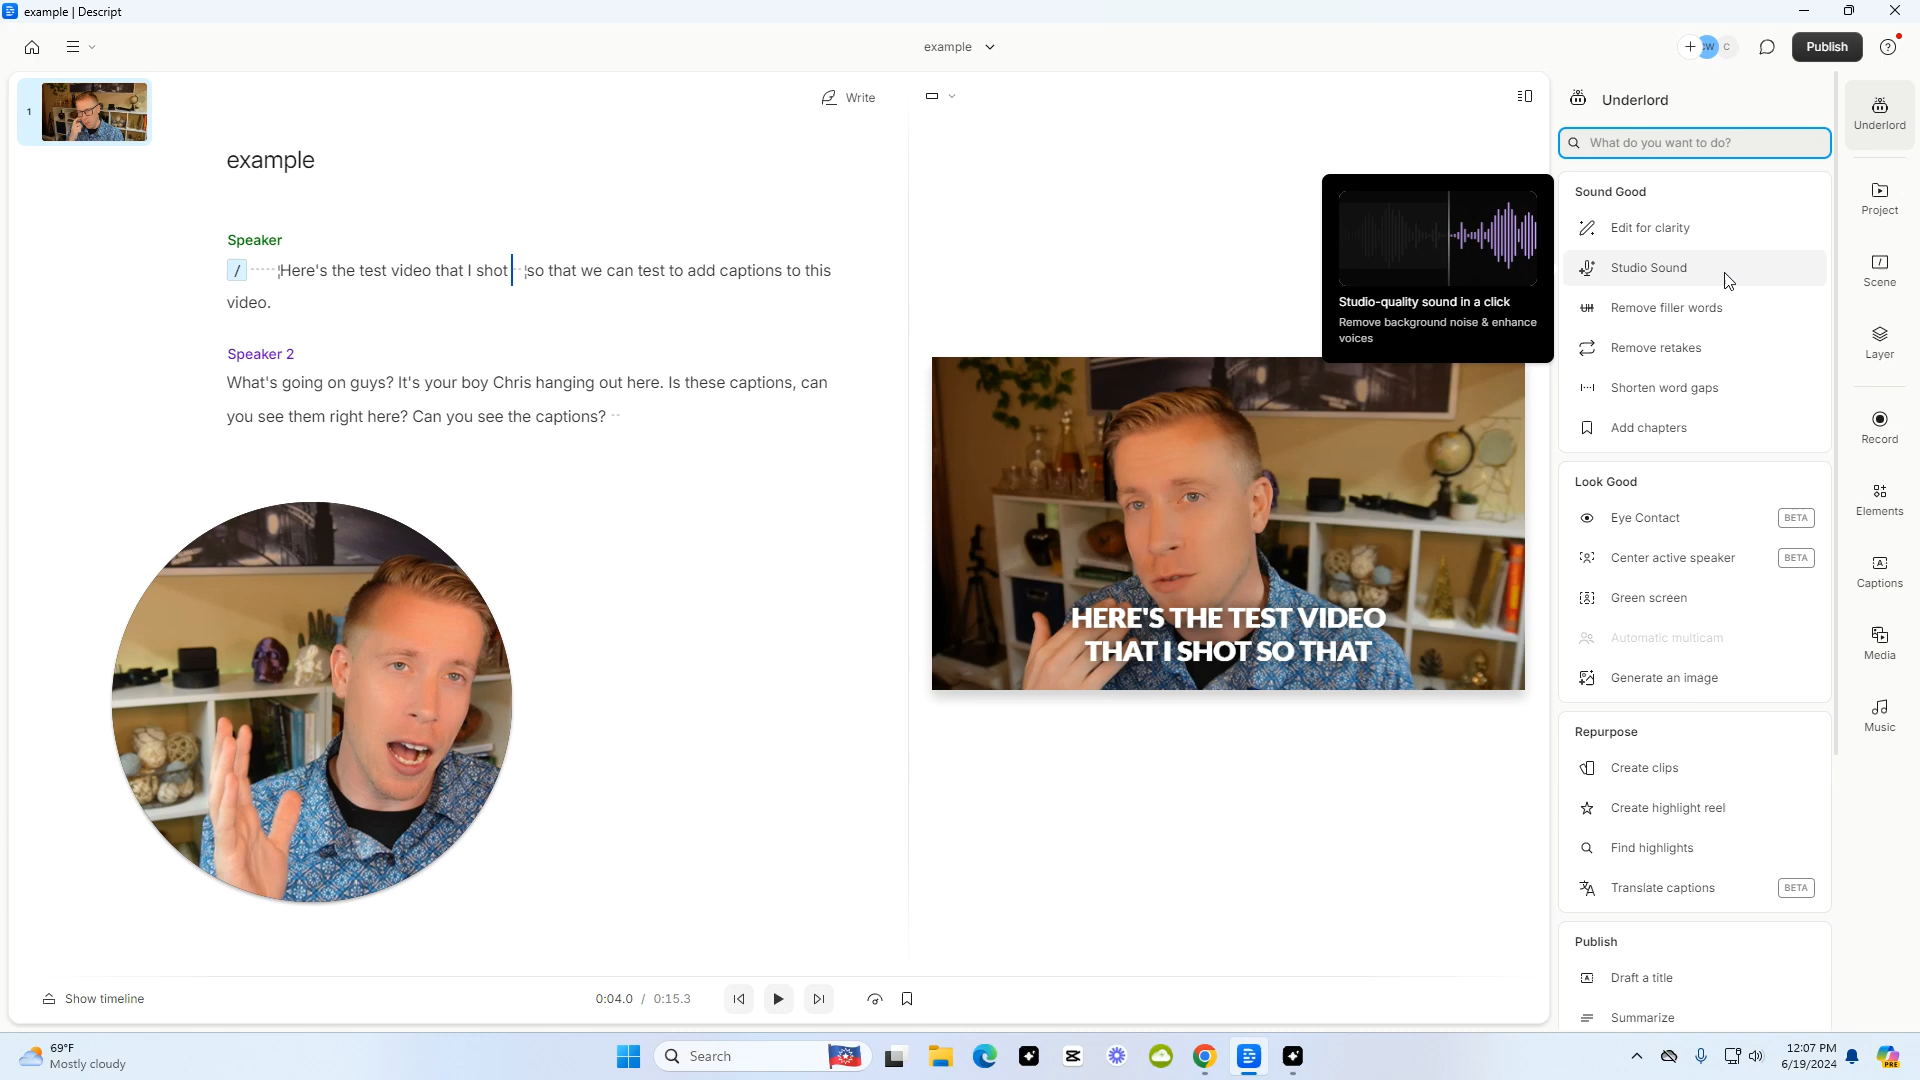 example | Descript
example
CW
C
Publish
1
Write
example
Speaker
/ Here's the test video that I shot so that we can test to add captions to this
video.
Speaker 2
What's going on guys? It's your boy Chris hanging out here. Is these captions, can
you see them right here? Can you see the captions?
HERE'S THE TEST VIDEO
THAT I SHOT SO THAT
Studio-quality sound in a click
Remove background noise & enhance
voices
Underlord
What do you want to do?
Sound Good
Edit for clarity
Studio Sound
Remove filler words
Remove retakes
Shorten word gaps
Add chapters
Look Good
Eye Contact BETA
Center active speaker BETA
Green screen
Automatic multicam
Generate an image
Repurpose
Create clips
Create highlight reel
Find highlights
Translate captions BETA
Publish
Draft a title
Summarize
Underlord
Project
Scene
Layer
Record
Elements
Captions
Media
Music
Show timeline
0:04.0 / 0:15.3
69°F
Mostly cloudy
Search
12:07 PM
6/19/2024
PRE